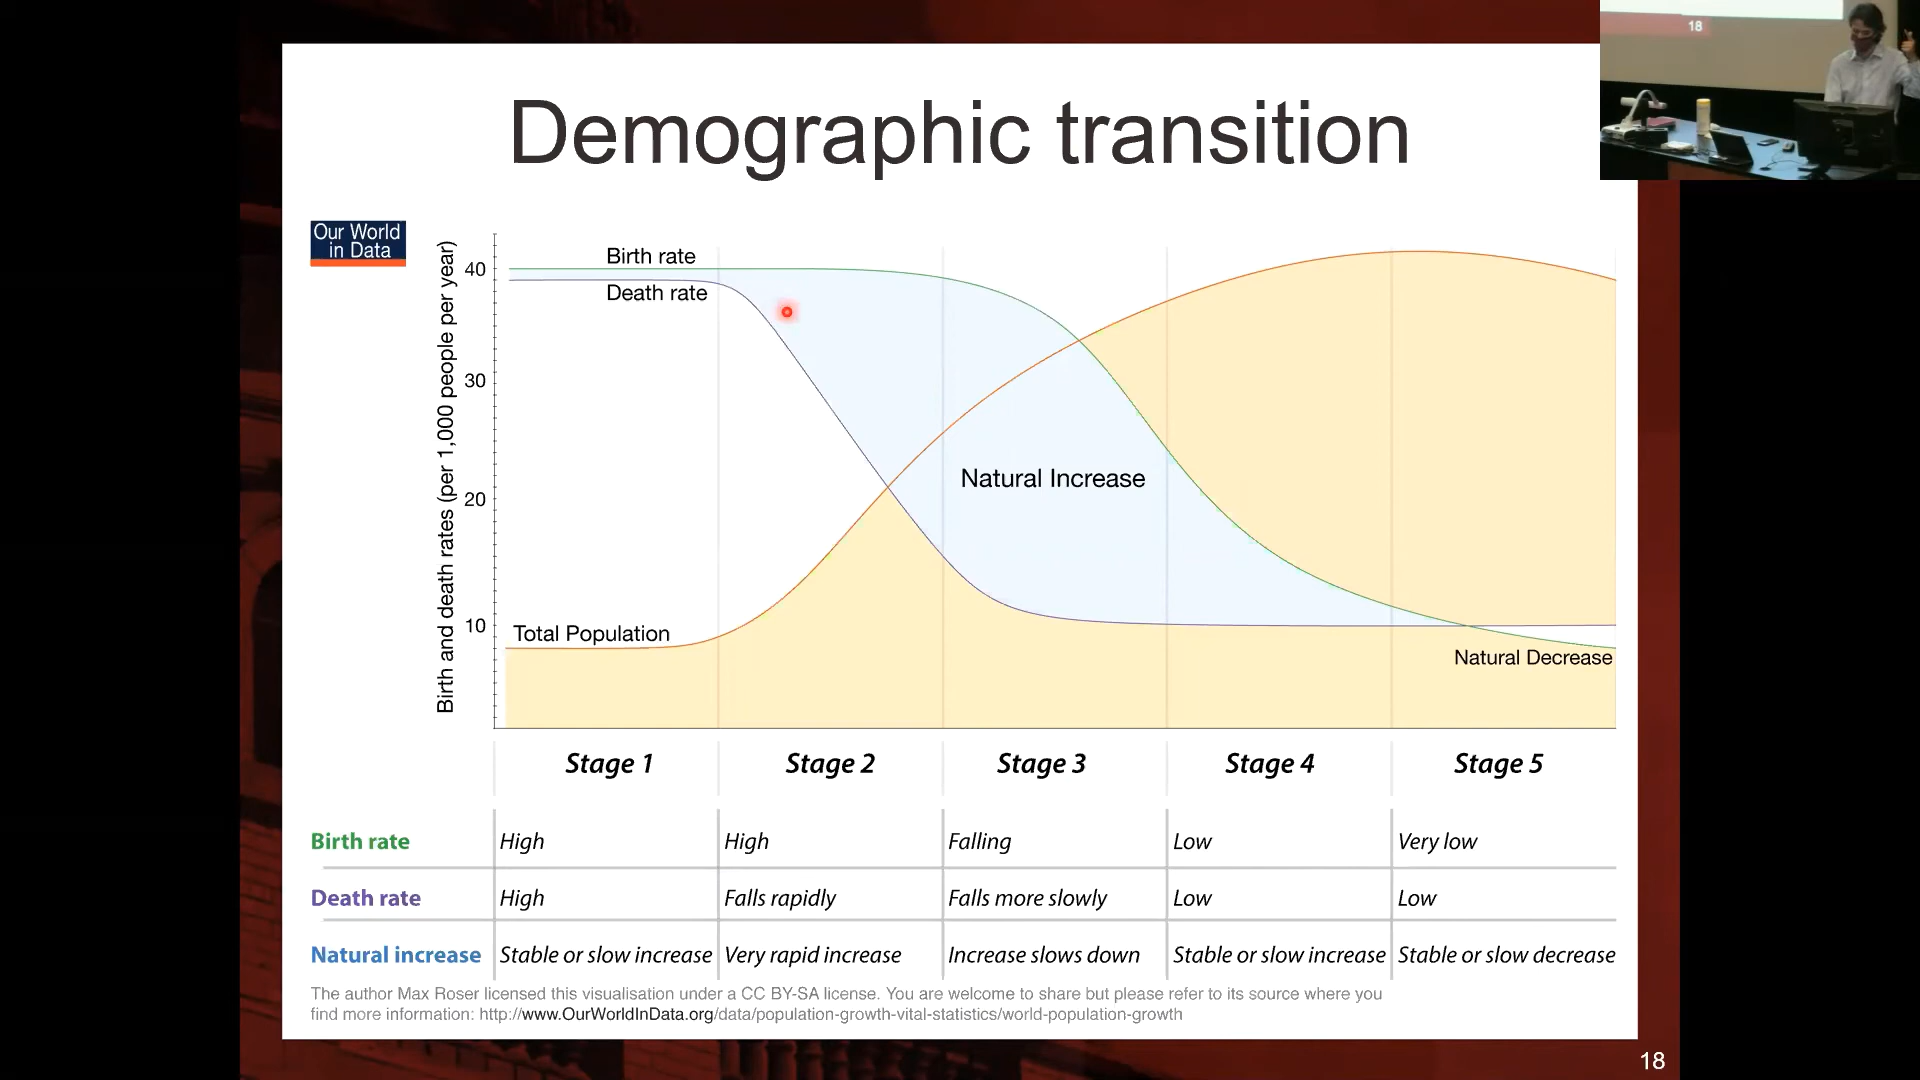 18
Demographic transition
Our World
in Data
Birth and death rates (per 1,000 people per year)
40
30
20
10
Birth rate
Death rate
Natural Increase
Total Population
Natural Decrease
Stage 1 Stage 2 Stage 3 Stage 4 Stage 5
Birth rate High High Falling Low Very low
Death rate High Falls rapidly Falls more slowly Low Low
Natural increase Stable or slow increase Very rapid increase Increase slows down Stable or slow increase Stable or slow decrease
The author Max Roser licensed this visualisation under a CC BY-SA license. You are welcome to share but please refer to its source where you
find more information: http://www.OurWorldInData.org/data/population-growth-vital-statistics/world-population-growth
18